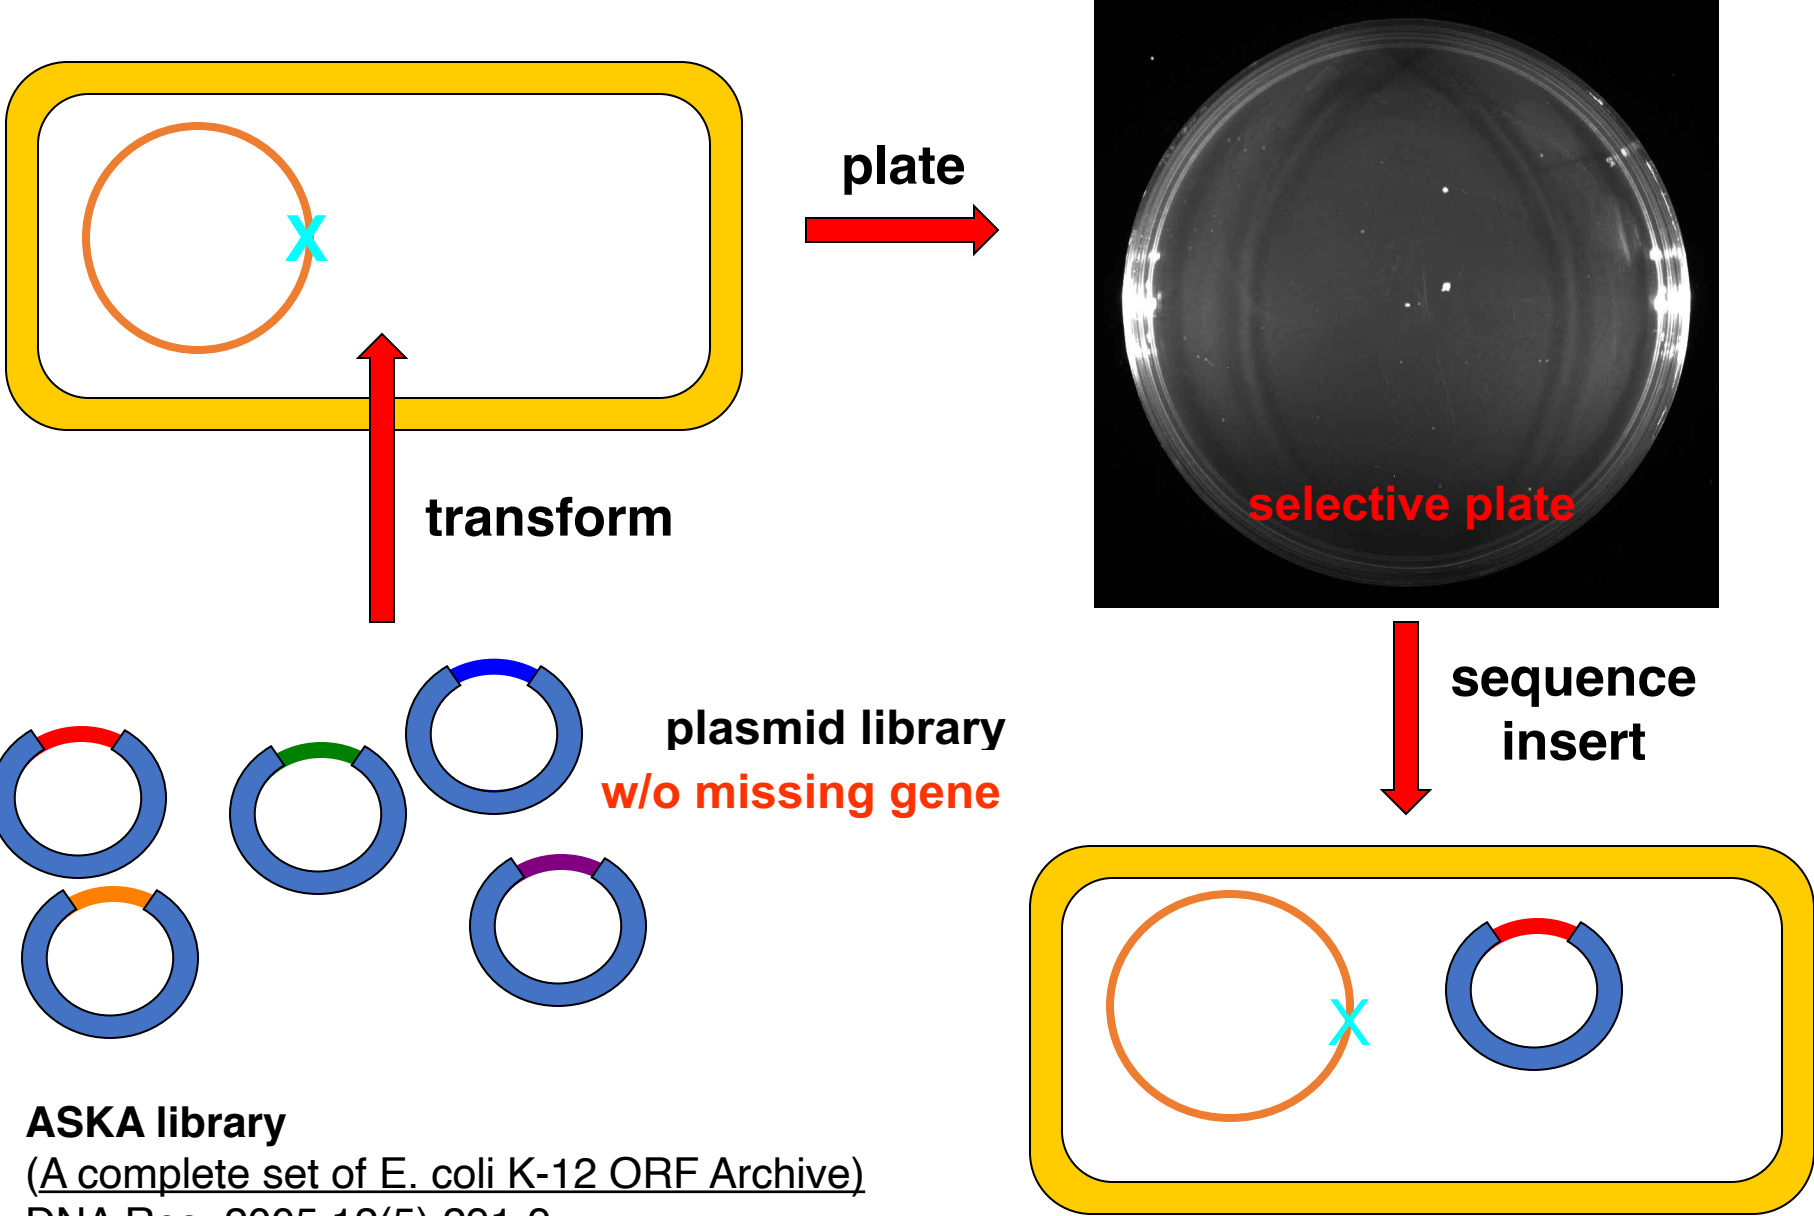 plate
X
transform
selective plate
sequence
insert
plasmid library
w/o missing gene
X
ASKA library
(A complete set of E. coli K-12 ORF Archive)